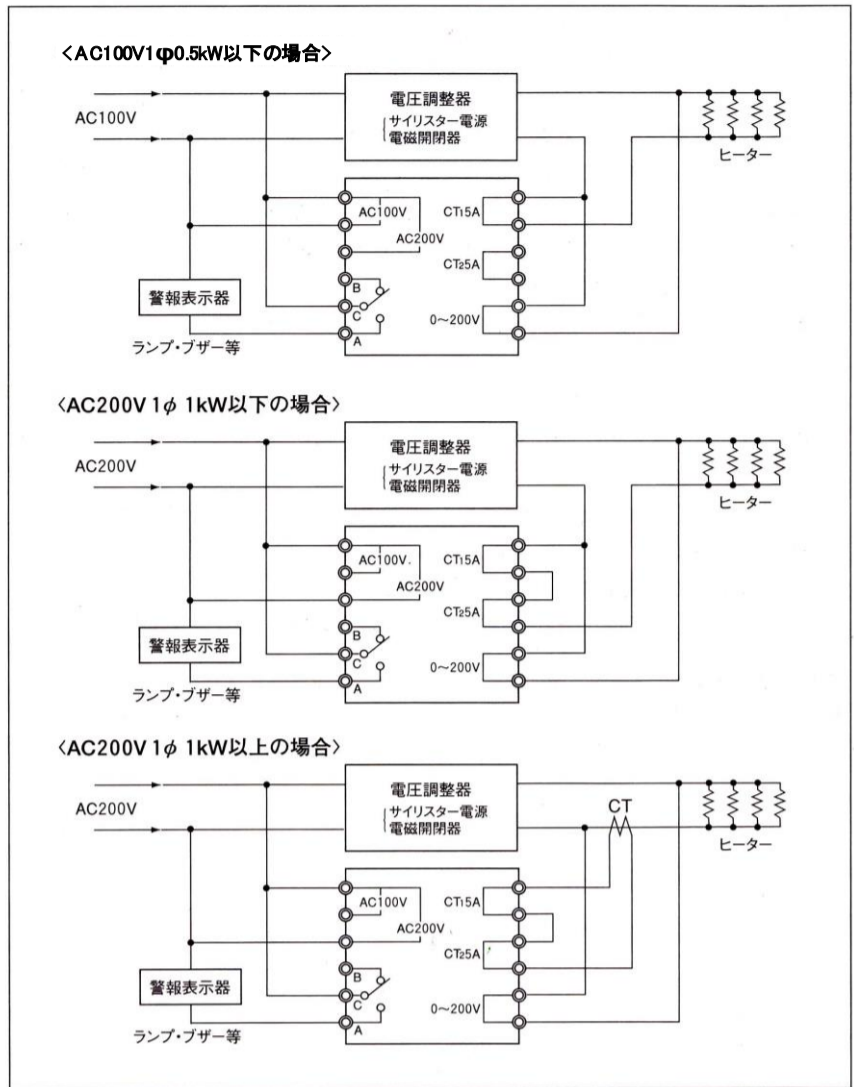 〈AC100V1φ0.5kW以下の場合〉
AC100V
電圧調整器
サイリスター電源
電磁開閉器
ヒーター
AC100V
AC200V
CT₁5A
CT₂5A
0〜200V
B
C
A
警報表示器
ランプ・ブザー等
〈AC200V 1φ 1kW以下の場合〉
AC200V
電圧調整器
サイリスター電源
電磁開閉器
ヒーター
AC100V
AC200V
CT₁5A
CT₂5A
0〜200V
B
C
A
警報表示器
ランプ・ブザー等
〈AC200V 1φ 1kW以上の場合〉
AC200V
電圧調整器
サイリスター電源
電磁開閉器
CT
ヒーター
AC100V
AC200V
CT₁5A
CT₂5A
0〜200V
B
C
A
警報表示器
ランプ・ブザー等